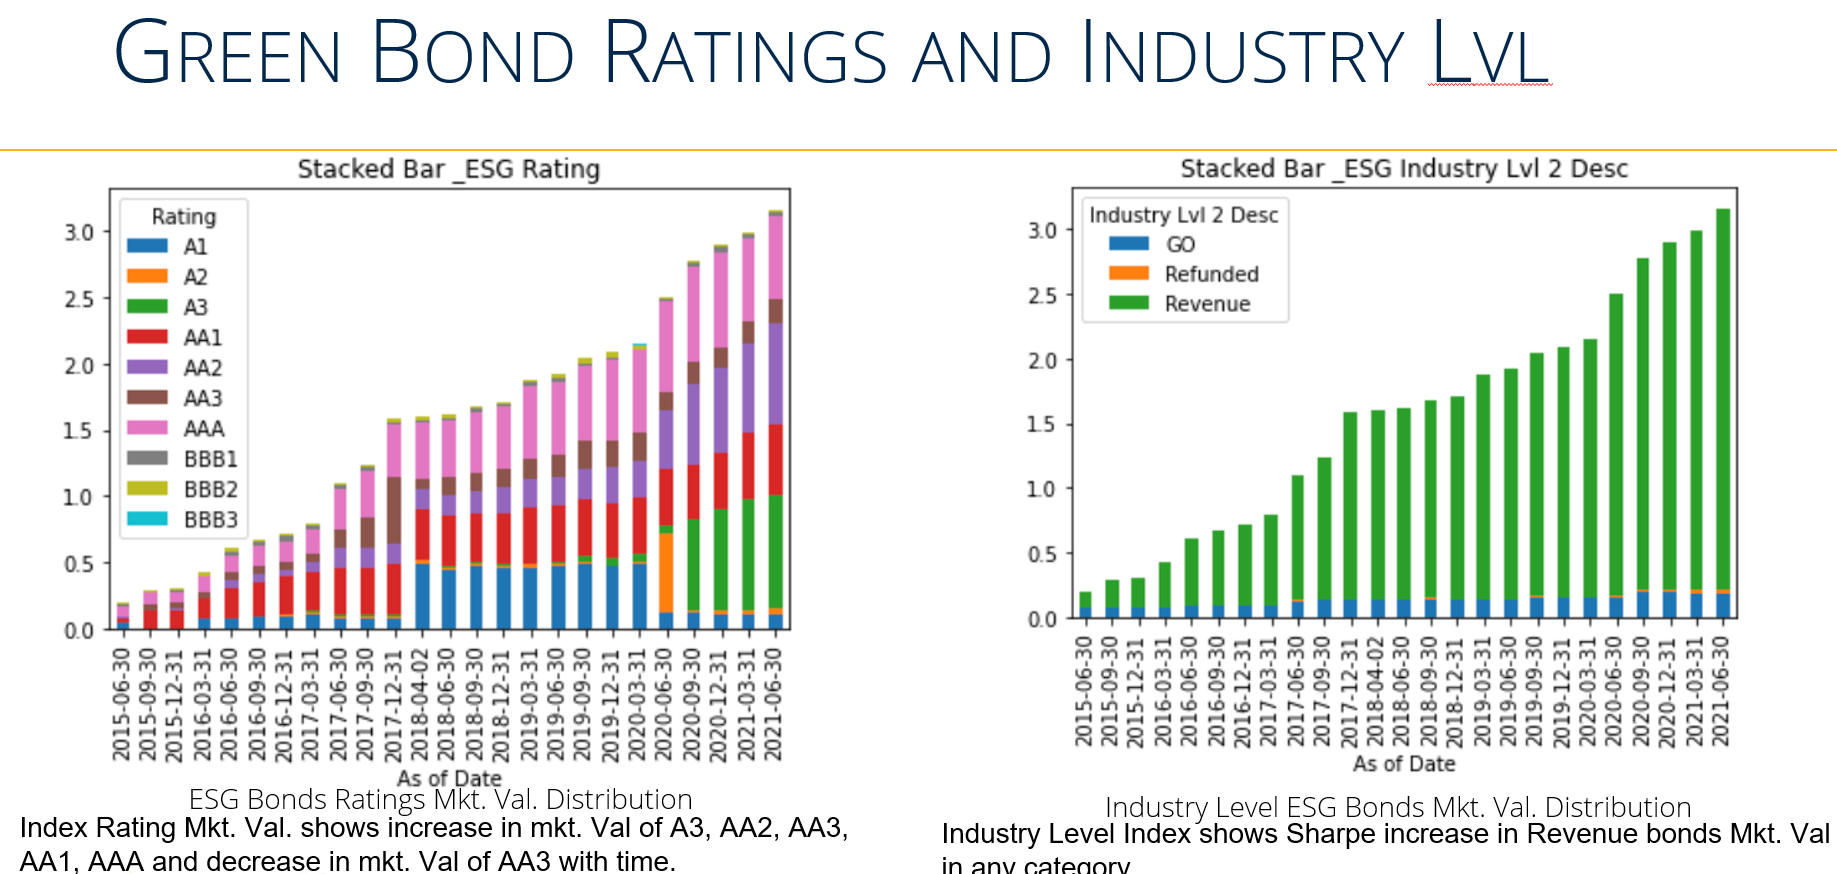 GREEN BOND RATINGS AND INDUSTRY LVL
Stacked Bar _ESG Rating
Rating
A1
A2
A3
AA1
AA2
AA3
AAA
BBB1
BBB2
BBB3
3.0
2.5
2.0
1.5
1.0
0.5
0.0
2015-06-30
2015-09-30
2015-12-31
2016-03-31
2016-06-30
2016-09-30
2016-12-31
2017-03-31
2017-06-30
2017-09-30
2017-12-31
2018-04-02
2018-06-30
2018-09-30
2018-12-31
2019-03-31
2019-06-30
2019-09-30
2019-12-31
2020-03-31
2020-06-30
2020-09-30
2020-12-31
2021-03-31
2021-06-30
As of Date
ESG Bonds Ratings Mkt. Val. Distribution
Index Rating Mkt. Val. shows increase in mkt. Val of A3, AA2, AA3,
AA1, AAA and decrease in mkt. Val of AA3 with time.
Stacked Bar _ESG Industry Lvl 2 Desc
Industry Lvl 2 Desc
GO
Refunded
Revenue
3.0
2.5
2.0
1.5
1.0
0.5
0.0
2015-06-30
2015-09-30
2015-12-31
2016-03-31
2016-06-30
2016-09-30
2016-12-31
2017-03-31
2017-06-30
2017-09-30
2017-12-31
2018-04-02
2018-06-30
2018-09-30
2018-12-31
2019-03-31
2019-06-30
2019-09-30
2019-12-31
2020-03-31
2020-06-30
2020-09-30
2020-12-31
2021-03-31
2021-06-30
As of Date
Industry Level ESG Bonds Mkt. Val. Distribution
Industry Level Index shows Sharpe increase in Revenue bonds Mkt. Val
in any category